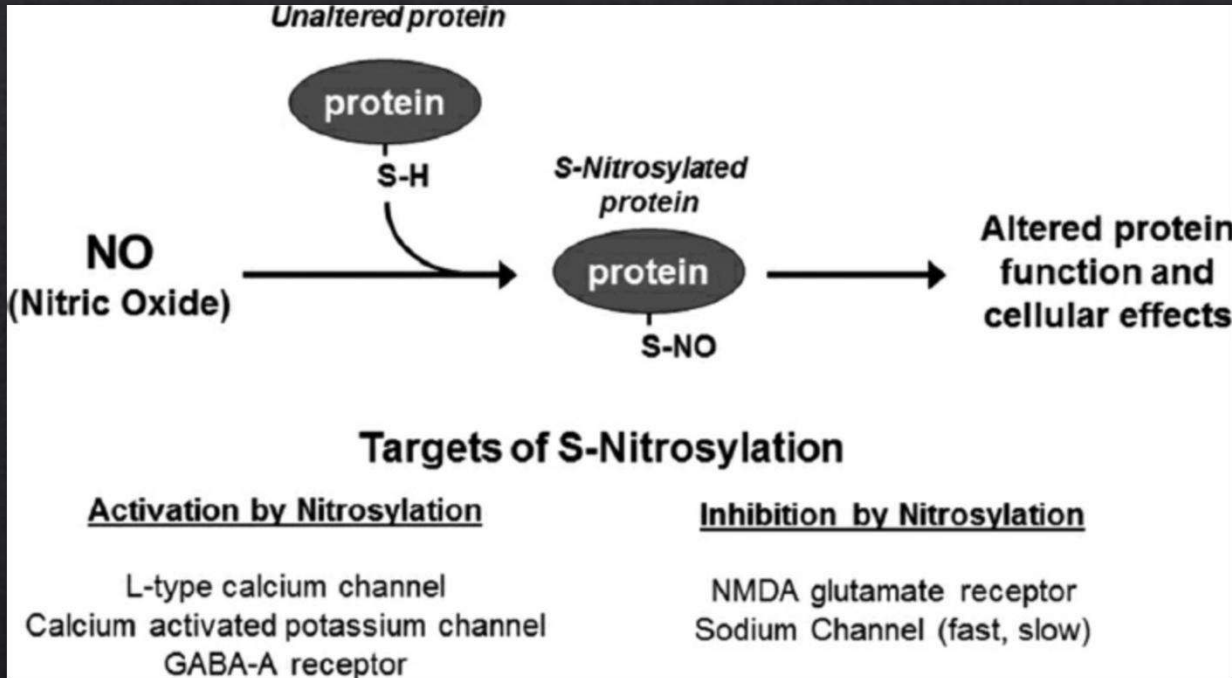 Unaltered protein
protein
S-H
S-Nitrosylated
protein
NO
(Nitric Oxide)
protein
S-NO
Altered protein
function and
cellular effects
Targets of S-Nitrosylation
Activation by Nitrosylation
L-type calcium channel
Calcium activated potassium channel
GABA-A receptor
Inhibition by Nitrosylation
NMDA glutamate receptor
Sodium Channel (fast, slow)